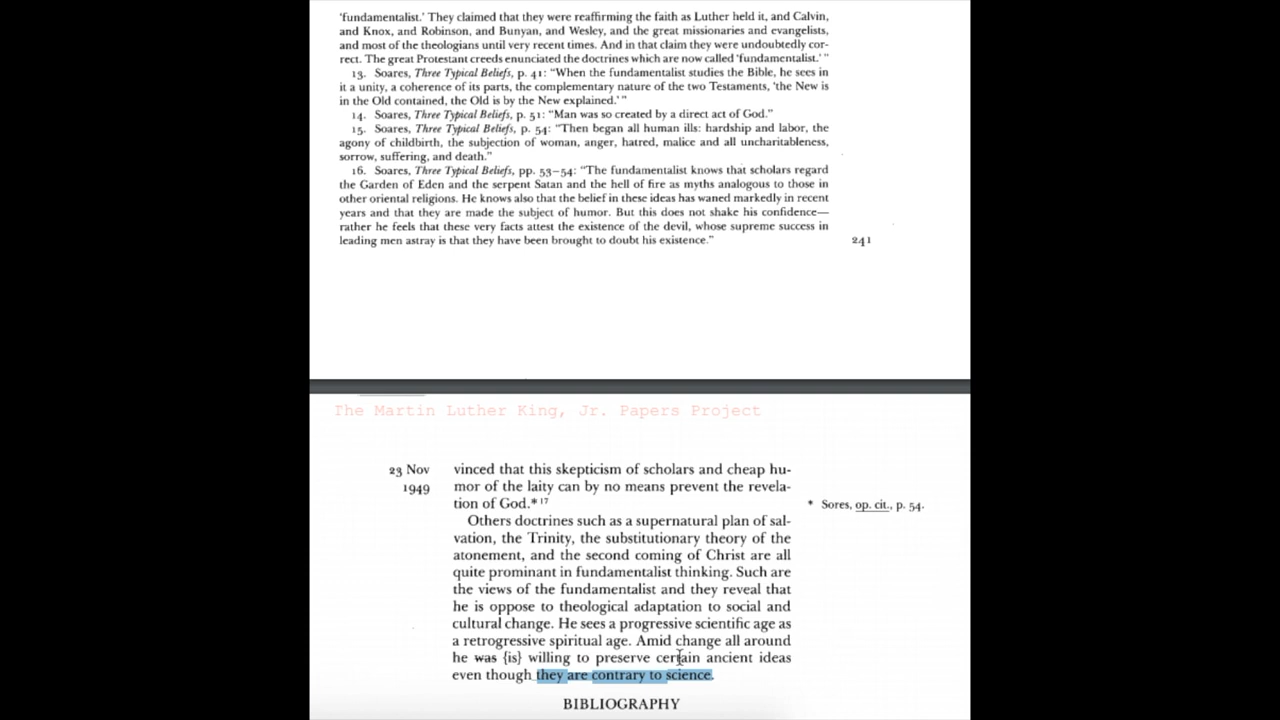 'fundamentalist.' They claimed that they were reaffirming the faith as Luther held it, and Calvin,
and Knox, and Robinson, and Bunyan, and Wesley, and the great missionaries and evangelists,
and most of the theologians until very recent times. And in that claim they were undoubtedly cor-
rect. The great Protestant creeds enunciated the doctrines which are now called 'fundamentalist.' "
13. Soares, Three Typical Beliefs, p. 41: "When the fundamentalist studies the Bible, he sees in
it a unity, a coherence of its parts, the complementary nature of the two Testaments, 'the New is
in the Old contained, the Old is by the New explained.' "
14. Soares, Three Typical Beliefs, p. 51: "Man was so created by a direct act of God."
15. Soares, Three Typical Beliefs, p. 54: "Then began all human ills: hardship and labor, the
agony of childbirth, the subjection of woman, anger, hatred, malice and all uncharitableness,
sorrow, suffering, and death."
16. Soares, Three Typical Beliefs, pp. 53–54: "The fundamentalist knows that scholars regard
the Garden of Eden and the serpent Satan and the hell of fire as myths analogous to those in
other oriental religions. He knows also that the belief in these ideas has waned markedly in recent
years and that they are made the subject of humor. But this does not shake his confidence—
rather he feels that these very facts attest the existence of the devil, whose supreme success in
leading men astray is that they have been brought to doubt his existence."
241
The Martin Luther King, Jr. Papers Project
23 Nov
1949
vinced that this skepticism of scholars and cheap hu-
mor of the laity can by no means prevent the revela-
tion of God.* 17
* Sores, op. cit., p. 54.
Others doctrines such as a supernatural plan of sal-
vation, the Trinity, the substitutionary theory of the
atonement, and the second coming of Christ are all
quite prominant in fundamentalist thinking. Such are
the views of the fundamentalist and they reveal that
he is oppose to theological adaptation to social and
cultural change. He sees a progressive scientific age as
a retrogressive spiritual age. Amid change all around
he was {is} willing to preserve certain ancient ideas
even though they are contrary to science.
BIBLIOGRAPHY